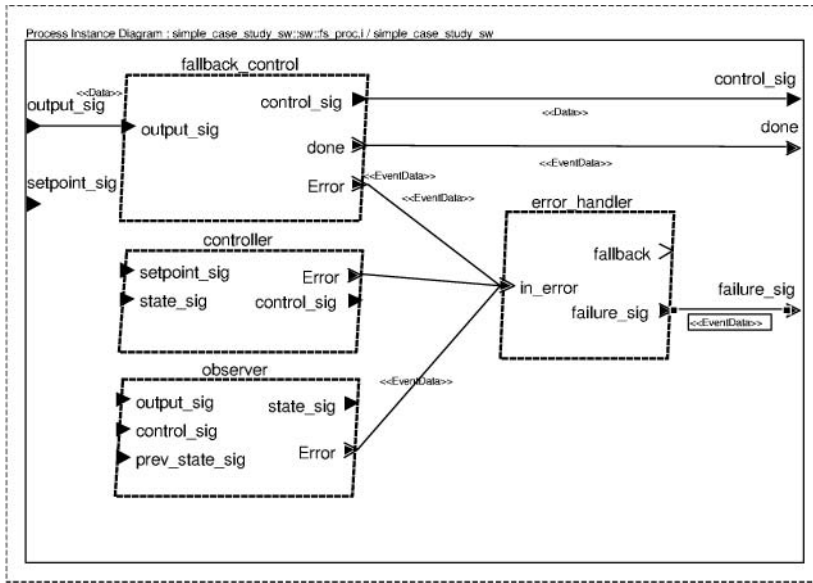 Process Instance Diagram : simple_case_study_sw::sw::fs_proc.i / simple_case_study_sw
fallback_control
<<Data>>
output_sig
output_sig
control_sig
control_sig
<<Data>>
done
done
<<EventData>>
setpoint_sig
Error
<<EventData>>
<<EventData>>
error_handler
fallback
in_error
failure_sig
failure_sig
<<EventData>>
controller
setpoint_sig
Error
state_sig
control_sig
observer
<<EventData>>
output_sig
state_sig
control_sig
Error
prev_state_sig